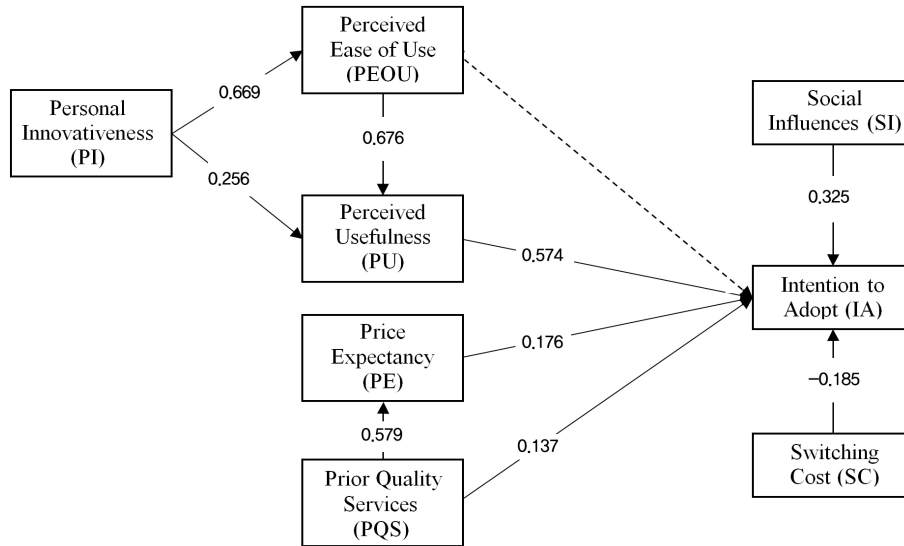 Perceived
Ease of Use
(PEOU)
0.669
Personal
Innovativeness
(PI)
0.676
0.256
Perceived
Usefulness
(PU)
0.574
Social
Influences (SI)
0.325
Intention to
Adopt (IA)
Price
Expectancy
(PE)
0.176
0.579
0.137
-0.185
Prior Quality
Services
(PQS)
Switching
Cost (SC)